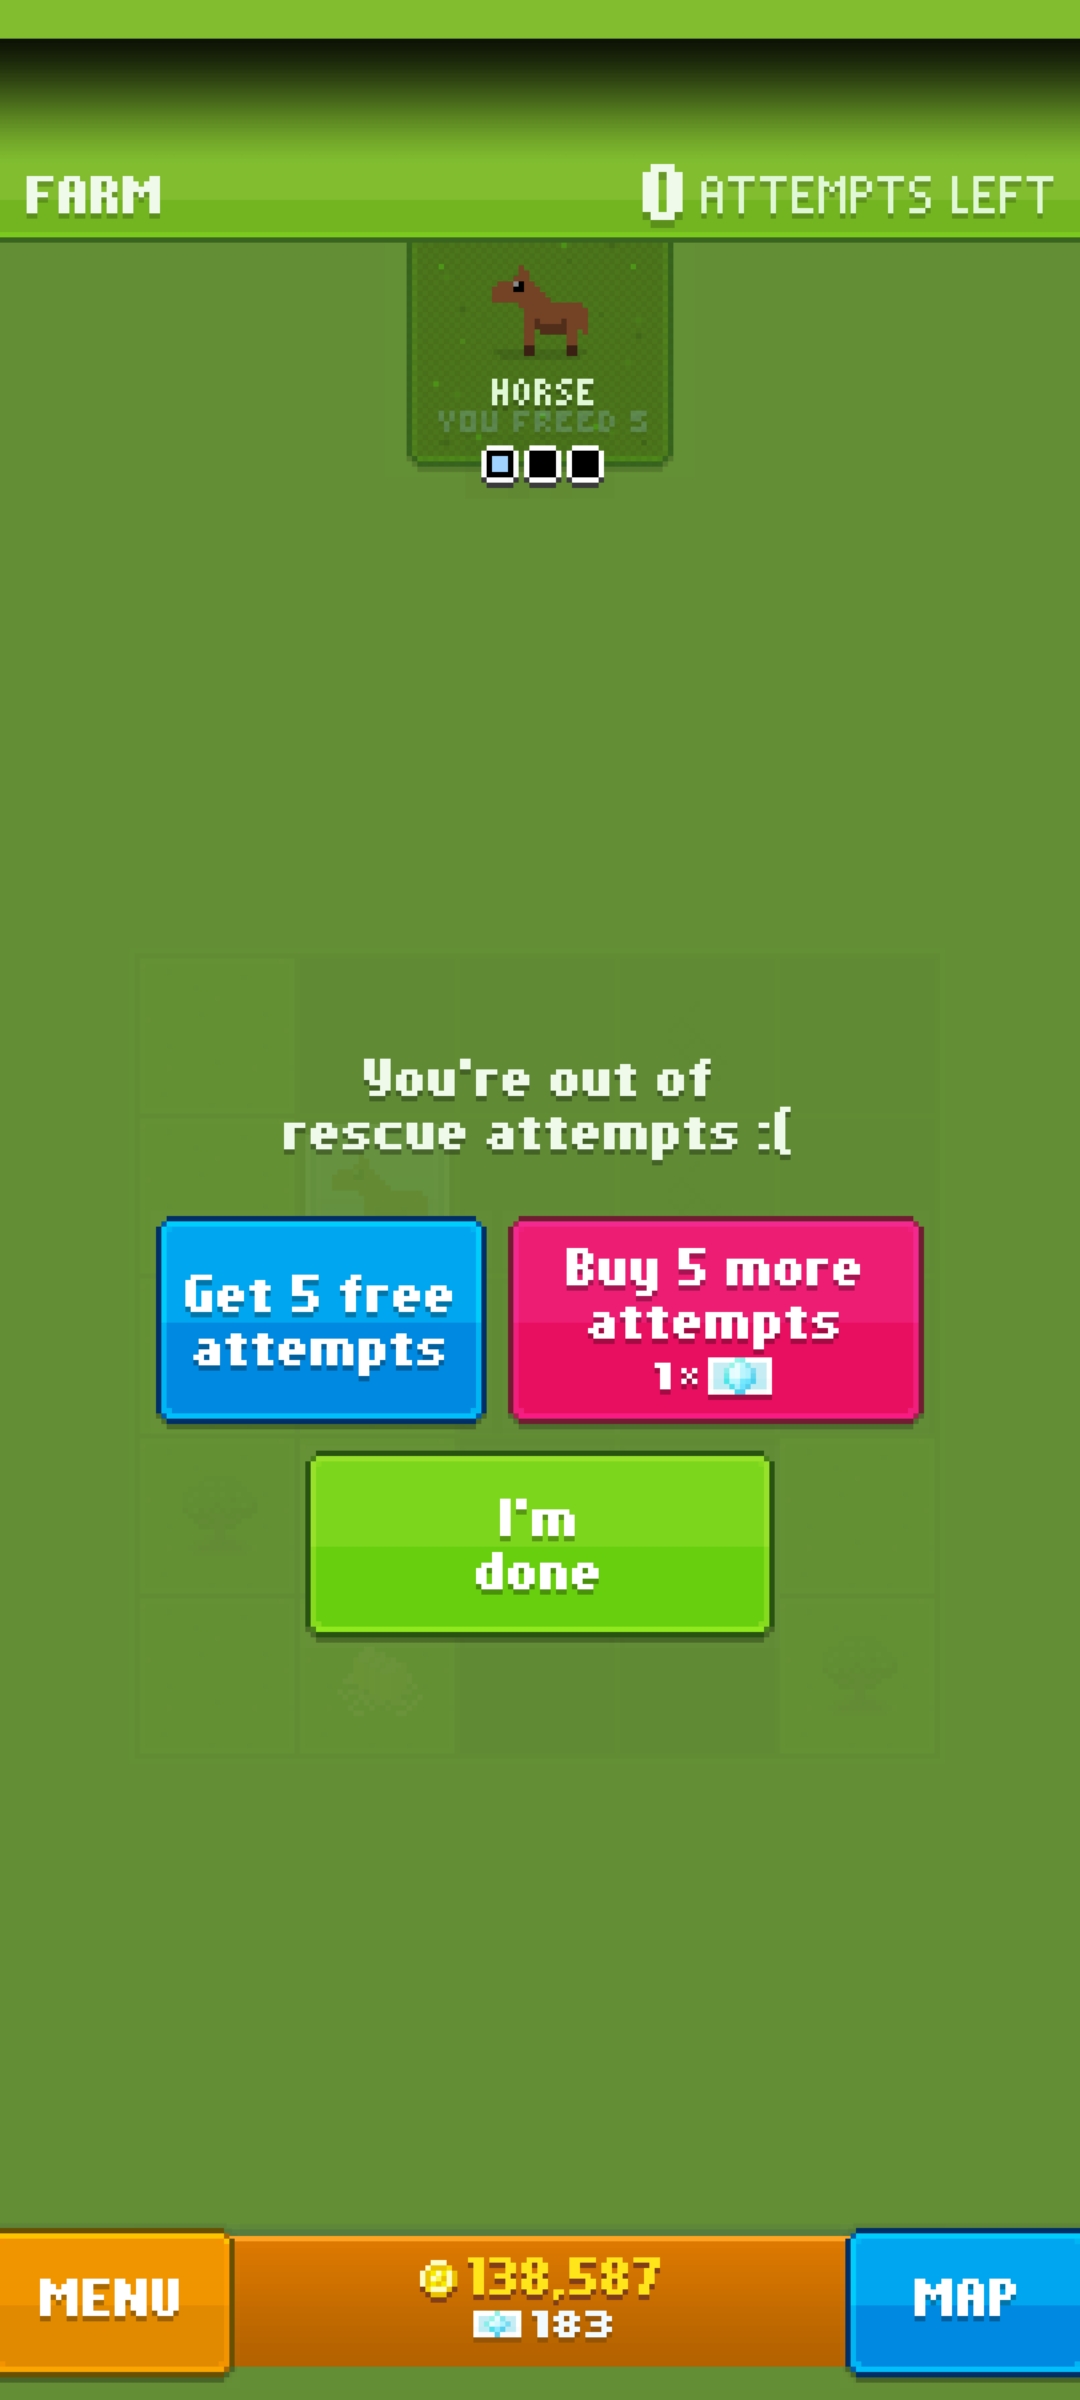 FARM
0 ATTEMPTS LEFT
HORSE
YOU FREED 5
You're out of
rescue attempts :(
Get 5 free
attempts
Buy 5 more
attempts
1×
I'm
done
MENU
138,587
183
MAP